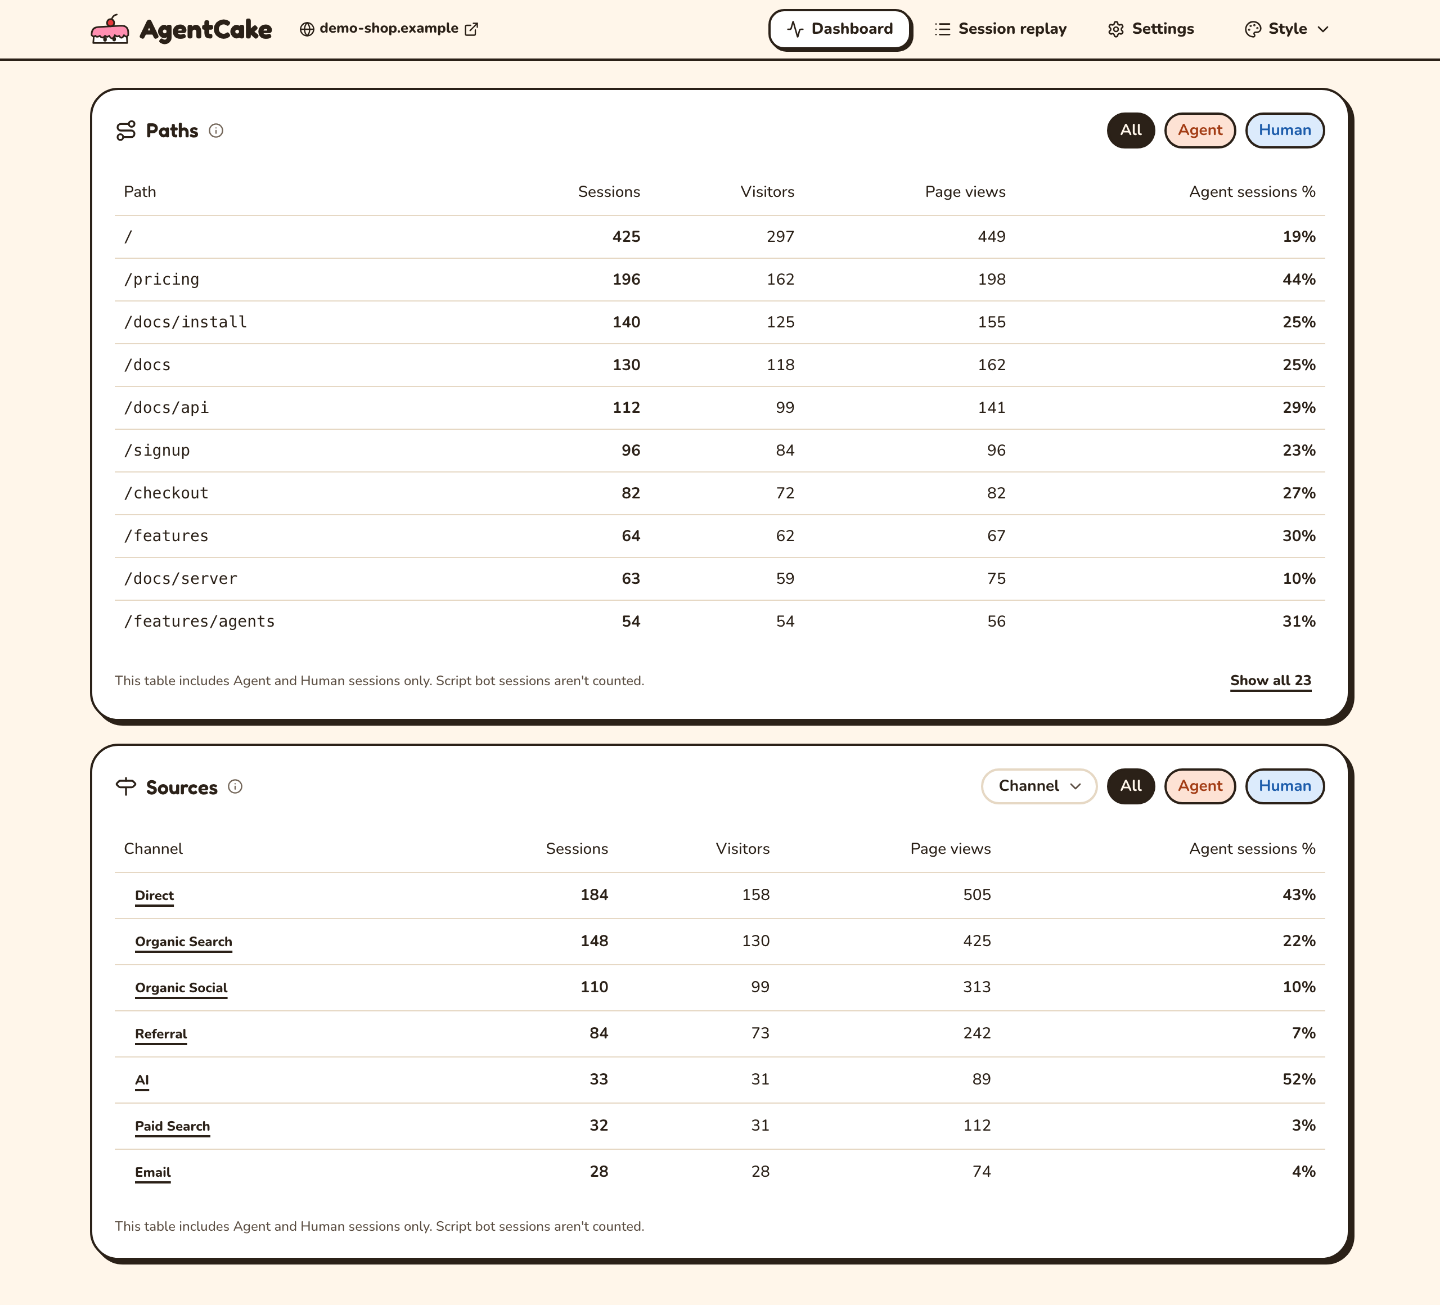 AgentCake demo-shop.example Dashboard Session replay Settings Style
Paths All Agent Human
Path Sessions Visitors Page views Agent sessions %
/ 425 297 449 19%
/pricing 196 162 198 44%
/docs/install 140 125 155 25%
/docs 130 118 162 25%
/docs/api 112 99 141 29%
/signup 96 84 96 23%
/checkout 82 72 82 27%
/features 64 62 67 30%
/docs/server 63 59 75 10%
/features/agents 54 54 56 31%
This table includes Agent and Human sessions only. Script bot sessions aren't counted. Show all 23
Sources Channel All Agent Human
Channel Sessions Visitors Page views Agent sessions %
Direct 184 158 505 43%
Organic Search 148 130 425 22%
Organic Social 110 99 313 10%
Referral 84 73 242 7%
AI 33 31 89 52%
Paid Search 32 31 112 3%
Email 28 28 74 4%
This table includes Agent and Human sessions only. Script bot sessions aren't counted.